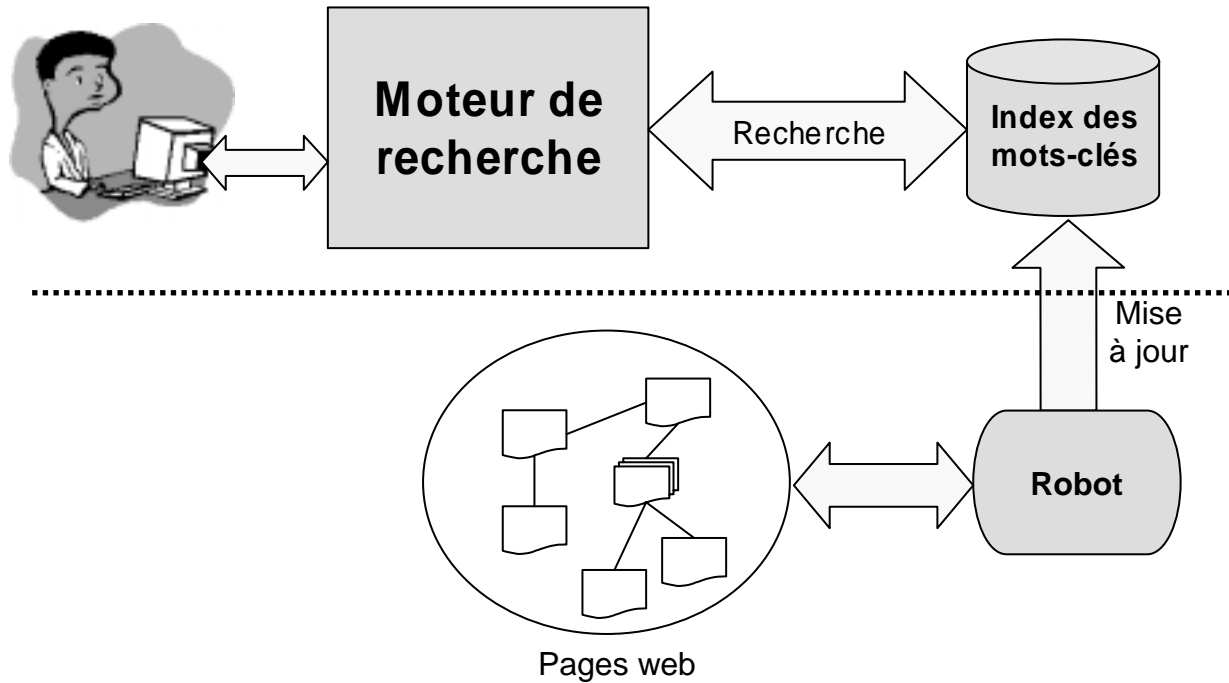 Moteur de
recherche
Recherche
Index des
mots-clés
Mise
à jour
Robot
Pages web